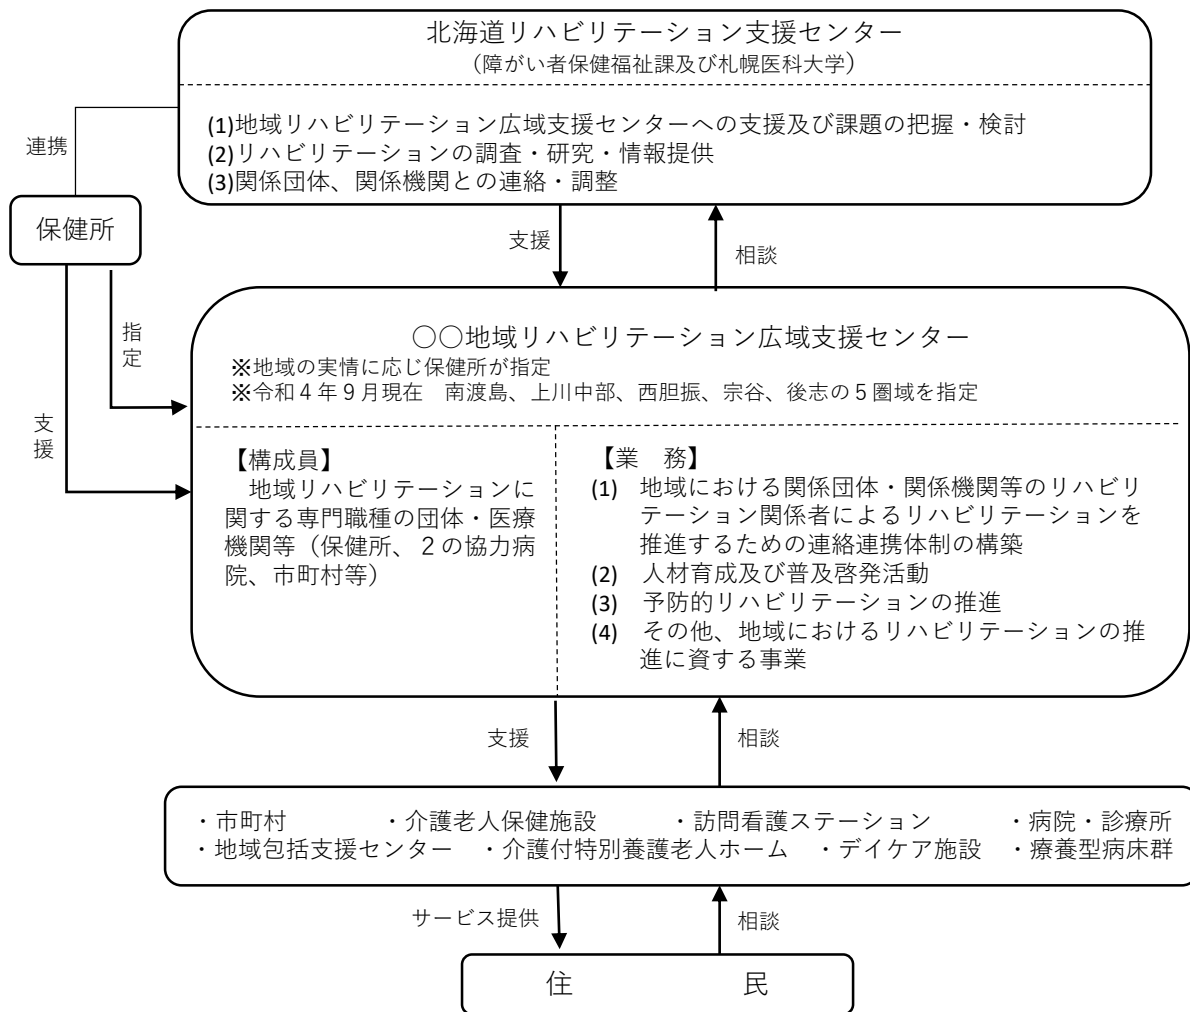 北海道リハビリテーション支援センター
(障がい者保健福祉課及び札幌医科大学)
(1)地域リハビリテーション広域支援センターへの支援及び課題の把握・検討
(2)リハビリテーションの調査・研究・情報提供
(3)関係団体、関係機関との連絡・調整
連携
保健所
支援
相談
指定
支援
○○地域リハビリテーション広域支援センター
※地域の実情に応じ保健所が指定
※令和４年９月現在　南渡島、上川中部、西胆振、宗谷、後志の５圏域を指定
【構成員】
地域リハビリテーションに
関する専門職種の団体・医療
機関等（保健所、２の協力病
院、市町村等）
【業　務】
(1)　地域における関係団体・関係機関等のリハビリ
テーション関係者によるリハビリテーションを
推進するための連絡連携体制の構築
(2)　人材育成及び普及啓発活動
(3)　予防的リハビリテーションの推進
(4)　その他、地域におけるリハビリテーションの推
進に資する事業
支援
相談
・市町村　・介護老人保健施設　・訪問看護ステーション　・病院・診療所
・地域包括支援センター　・介護付特別養護老人ホーム　・デイケア施設　・療養型病床群
サービス提供
相談
住　民